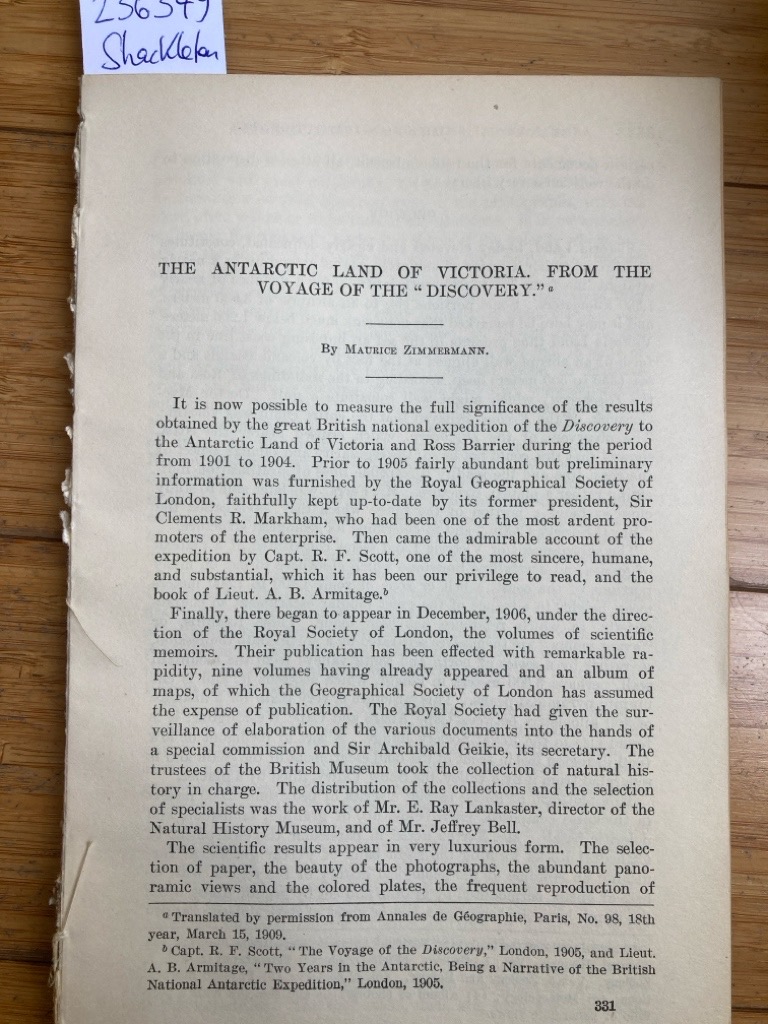 236549
Shackleton
THE ANTARCTIC LAND OF VICTORIA. FROM THE
VOYAGE OF THE “ DISCOVERY.” a
By MAURICE ZIMMERMANN.
It is now possible to measure the full significance of the results
obtained by the great British national expedition of the Discovery to
the Antarctic Land of Victoria and Ross Barrier during the period
from 1901 to 1904. Prior to 1905 fairly abundant but preliminary
information was furnished by the Royal Geographical Society of
London, faithfully kept up-to-date by its former president, Sir
Clements R. Markham, who had been one of the most ardent pro-
moters of the enterprise. Then came the admirable account of the
expedition by Capt. R. F. Scott, one of the most sincere, humane,
and substantial, which it has been our privilege to read, and the
book of Lieut. A. B. Armitage.b
Finally, there began to appear in December, 1906, under the direc-
tion of the Royal Society of London, the volumes of scientific
memoirs. Their publication has been effected with remarkable ra-
pidity, nine volumes having already appeared and an album of
maps, of which the Geographical Society of London has assumed
the expense of publication. The Royal Society had given the sur-
veillance of elaboration of the various documents into the hands of
a special commission and Sir Archibald Geikie, its secretary. The
trustees of the British Museum took the collection of natural his-
tory in charge. The distribution of the collections and the selection
of specialists was the work of Mr. E. Ray Lankaster, director of the
Natural History Museum, and of Mr. Jeffrey Bell.
The scientific results appear in very luxurious form. The selec-
tion of paper, the beauty of the photographs, the abundant pano-
ramic views and the colored plates, the frequent reproduction of
a Translated by permission from Annales de Géographie, Paris, No. 98, 18th
year, March 15, 1909.
b Capt. R. F. Scott, “ The Voyage of the Discovery,” London, 1905, and Lieut.
A. B. Armitage, “ Two Years in the Antarctic, Being a Narrative of the British
National Antarctic Expedition,” London, 1905.
331